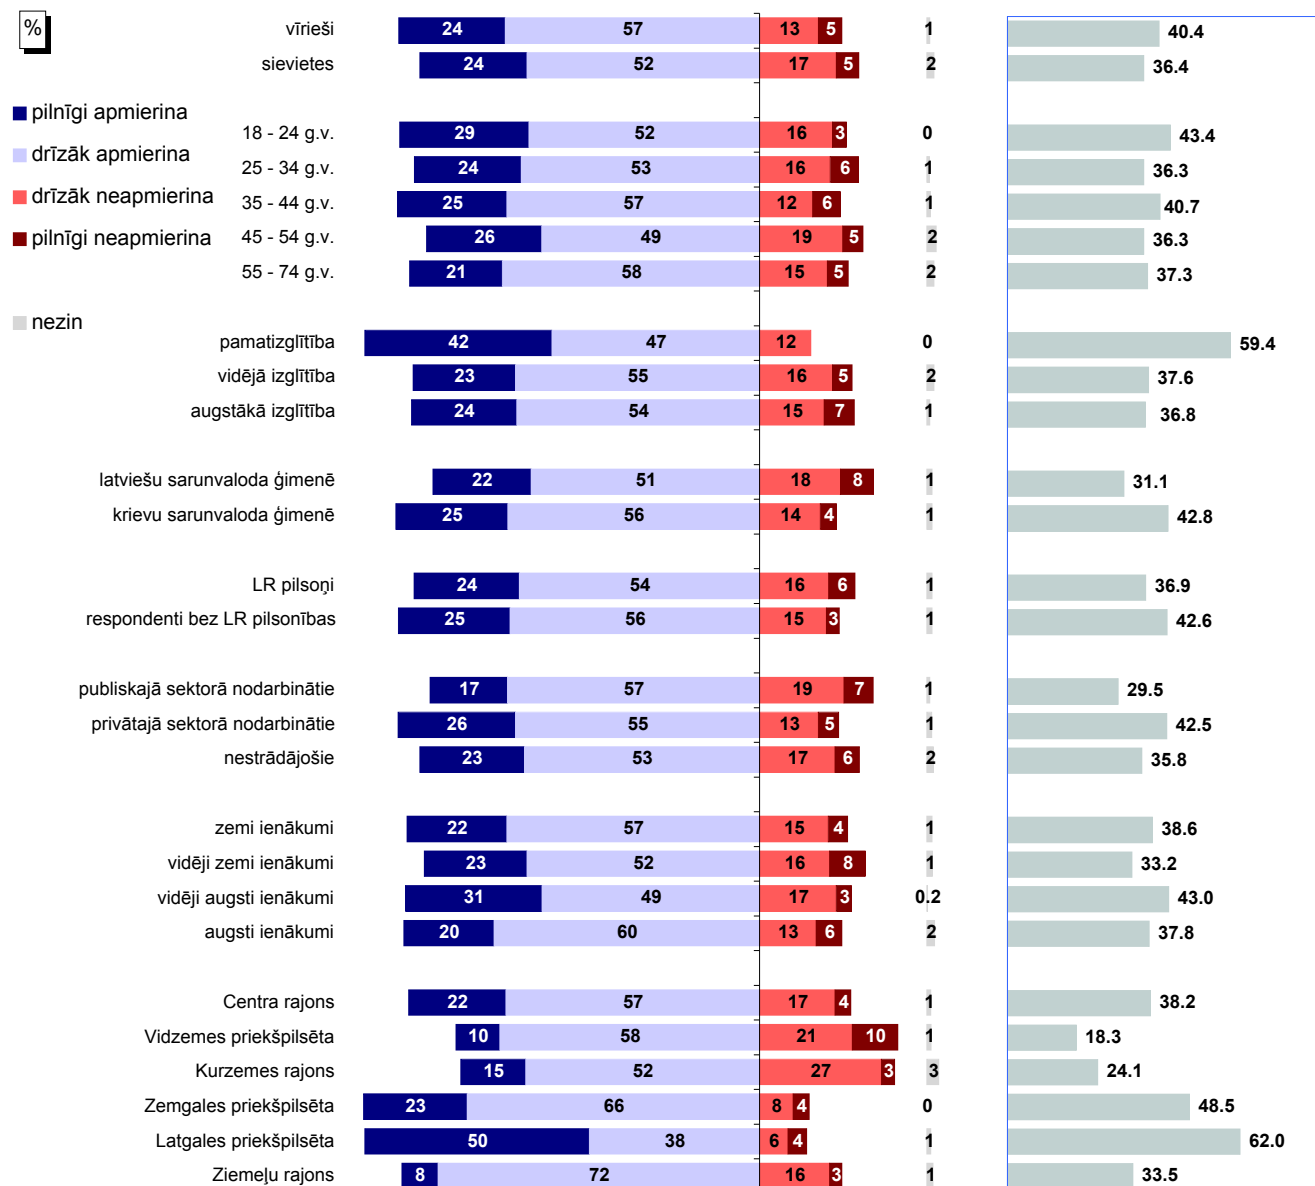 %
pilnīgi apmierina
drīzāk apmierina
drīzāk neapmierina
pilnīgi neapmierina
nezin
vīrieši 24 57 13 5 1 40.4
sievietes 24 52 17 5 2 36.4
18 - 24 g.v. 29 52 16 3 0 43.4
25 - 34 g.v. 24 53 16 6 1 36.3
35 - 44 g.v. 25 57 12 6 1 40.7
45 - 54 g.v. 26 49 19 5 2 36.3
55 - 74 g.v. 21 58 15 5 2 37.3
pamatizglītība 42 47 12 0 59.4
vidējā izglītība 23 55 16 5 2 37.6
augstākā izglītība 24 54 15 7 1 36.8
latviešu sarunvaloda ģimenē 22 51 18 8 1 31.1
krievu sarunvaloda ģimenē 25 56 14 4 1 42.8
LR pilsoņi 24 54 16 6 1 36.9
respondenti bez LR pilsonības 25 56 15 3 1 42.6
publiskajā sektorā nodarbinātie 17 57 19 7 1 29.5
privātajā sektorā nodarbinātie 26 55 13 5 1 42.5
nestrādājošie 23 53 17 6 2 35.8
zemi ienākumi 22 57 15 4 1 38.6
vidēji zemi ienākumi 23 52 16 8 1 33.2
vidēji augsti ienākumi 31 49 17 3 0.2 43.0
augsti ienākumi 20 60 13 6 2 37.8
Centra rajons 22 57 17 4 1 38.2
Vidzemes priekšpilsēta 10 58 21 10 1 18.3
Kurzemes rajons 15 52 27 3 3 24.1
Zemgales priekšpilsēta 23 66 8 4 0 48.5
Latgales priekšpilsēta 50 38 6 4 1 62.0
Ziemeļu rajons 8 72 16 3 1 33.5